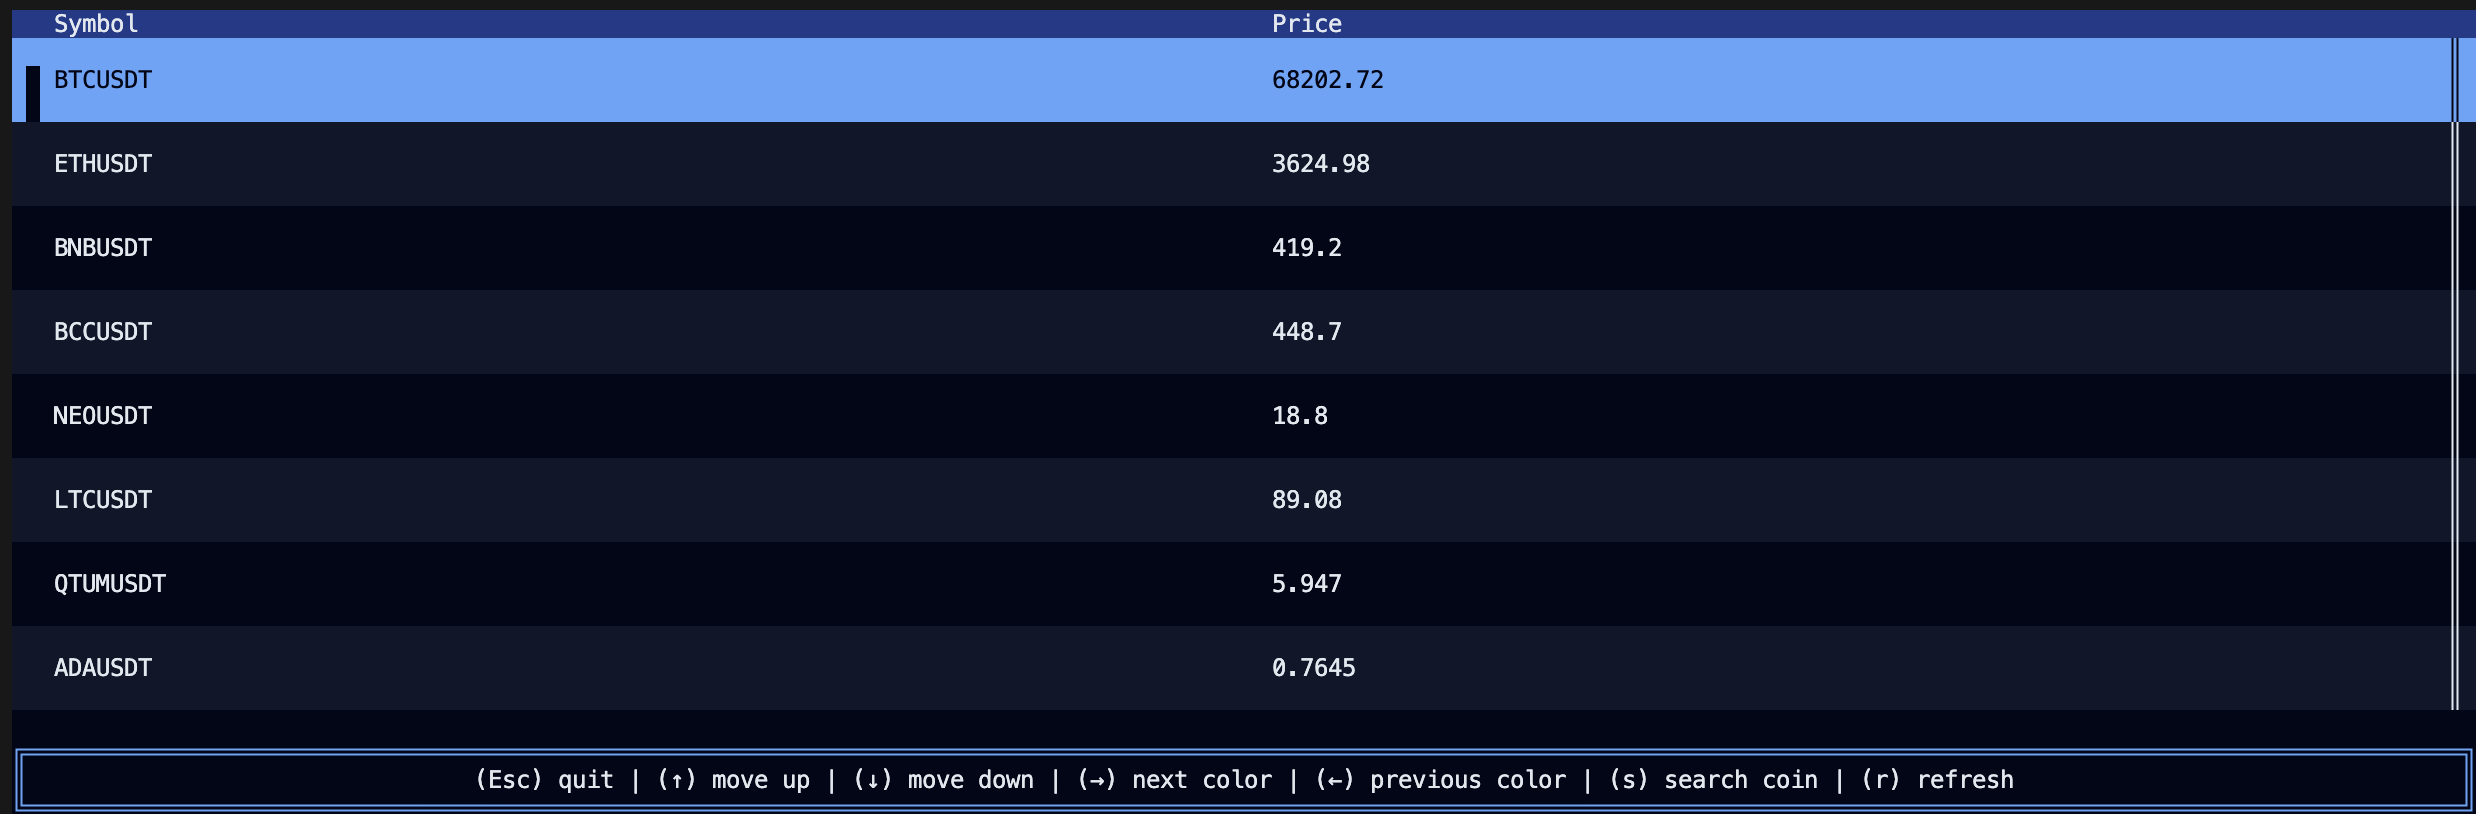 Symbol Price
BTCUSDT 68202.72
ETHUSDT 3624.98
BNBUSDT 419.2
BCCUSDT 448.7
NEOUSDT 18.8
LTCUSDT 89.08
QTUMUSDT 5.947
ADAUSDT 0.7645
(Esc) quit | (↑) move up | (↓) move down | (→) next color | (←) previous color | (s) search coin | (r) refresh